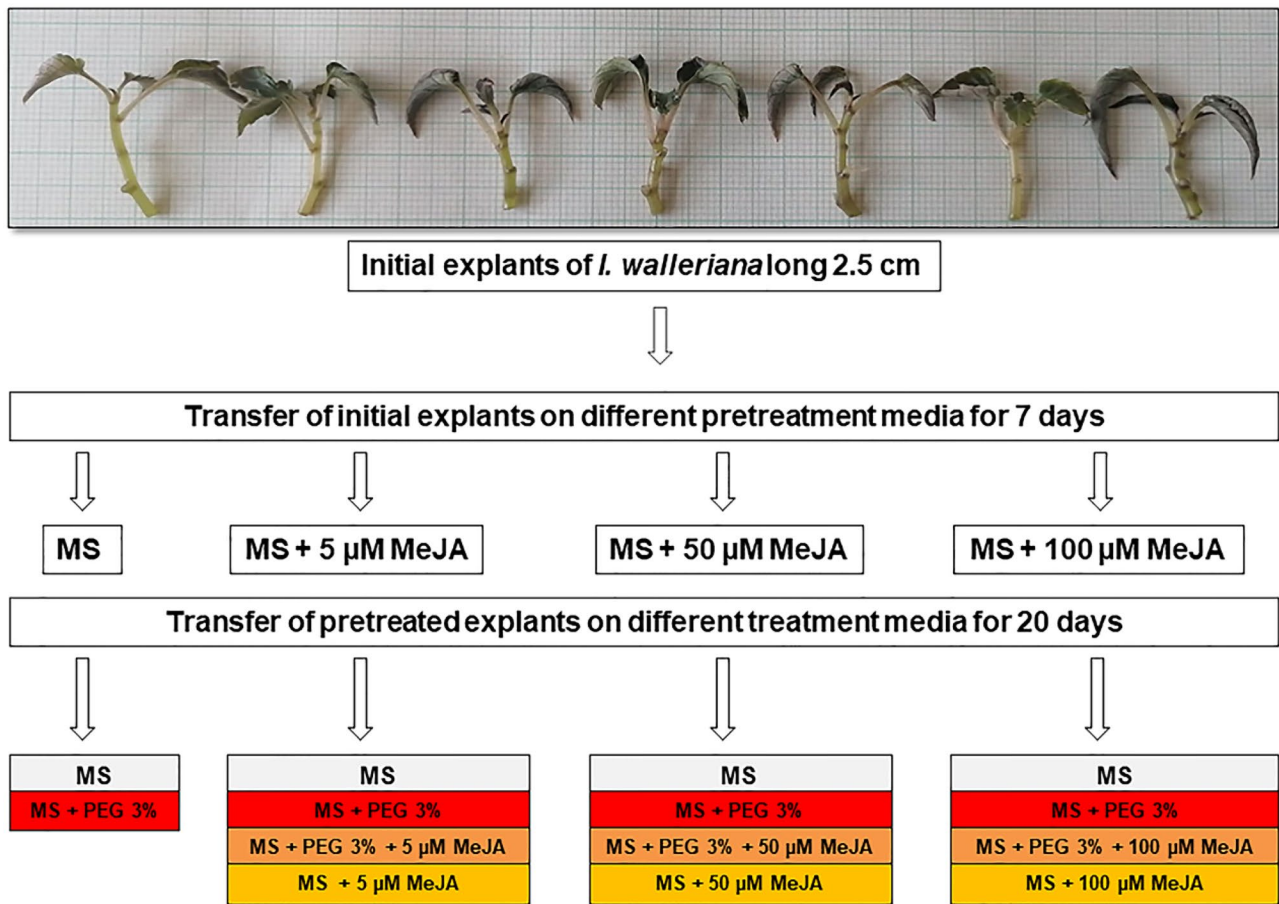 Initial explants of I. walleriana long 2.5 cm
Transfer of initial explants on different pretreatment media for 7 days
MS
MS + 5 µM MeJA
MS + 50 µM MeJA
MS + 100 µM MeJA
Transfer of pretreated explants on different treatment media for 20 days
MS
MS + PEG 3%
MS
MS + PEG 3%
MS + PEG 3% + 5 µM MeJA
MS + 5 µM MeJA
MS
MS + PEG 3%
MS + PEG 3% + 50 µM MeJA
MS + 50 µM MeJA
MS
MS + PEG 3%
MS + PEG 3% + 100 µM MeJA
MS + 100 µM MeJA